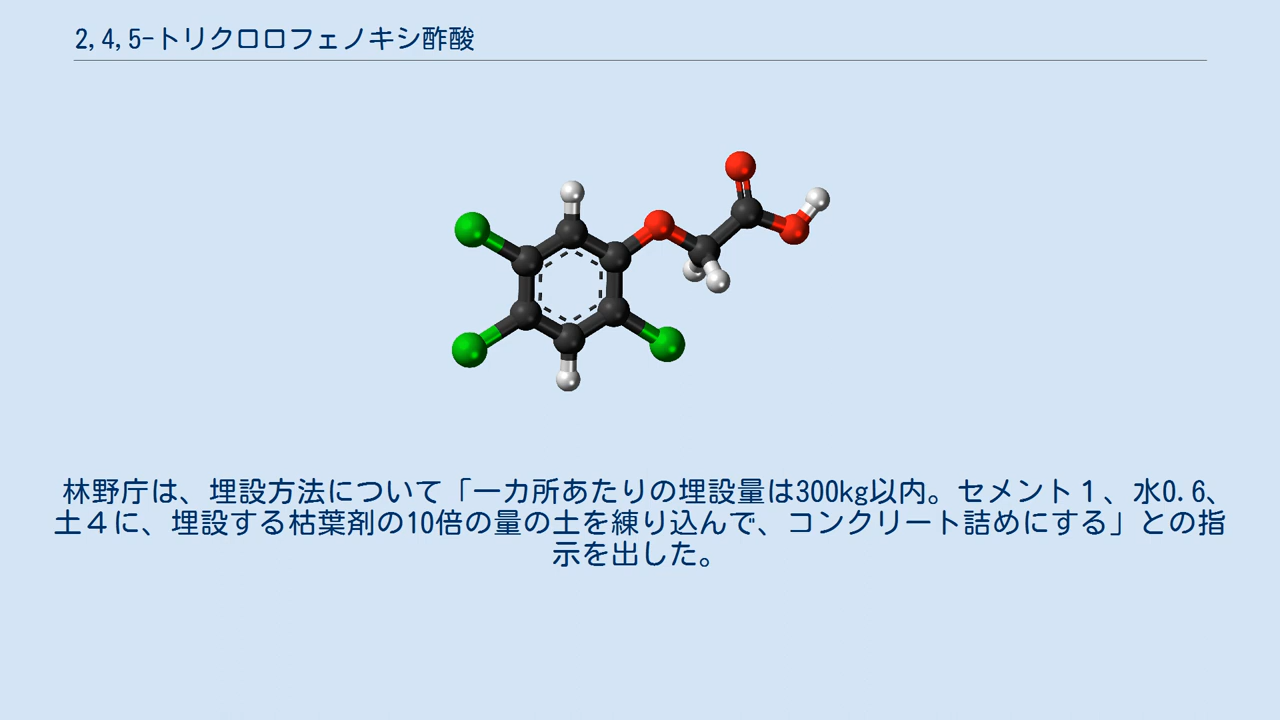 2,4,5-トリクロロフェノキシ酢酸
林野庁は、埋設方法について「一カ所あたりの埋設量は300kg以内。セメント１、水0.6、
土４に、埋設する枯葉剤の10倍の量の土を練り込んで、コンクリート詰めにする」との指
示を出した。